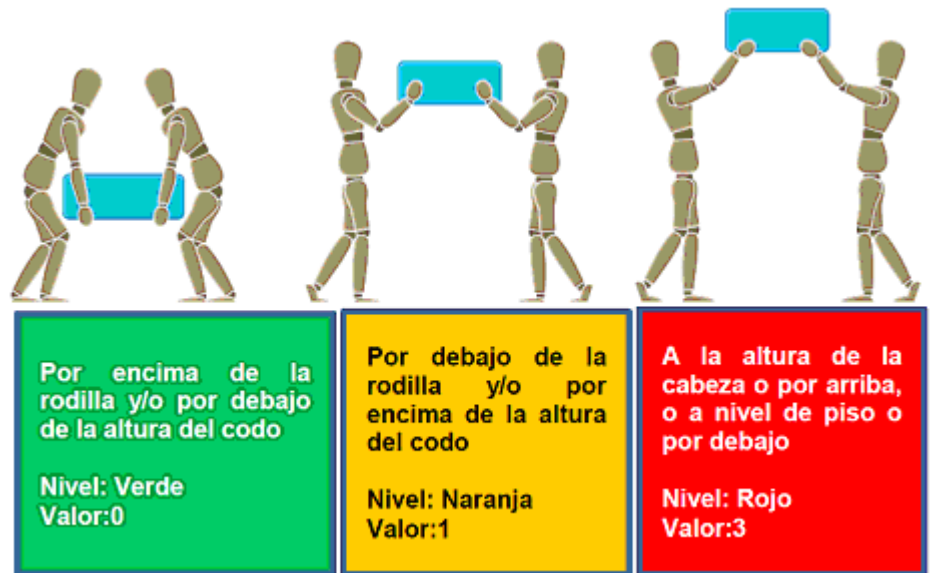 Por encima de la
rodilla y/o por debajo
de la altura del codo
Nivel: Verde
Valor:0
Por debajo de la
rodilla y/o por
encima de la altura
del codo
Nivel: Naranja
Valor:1
A la altura de la
cabeza o por arriba,
o a nivel de piso o
por debajo
Nivel: Rojo
Valor:3